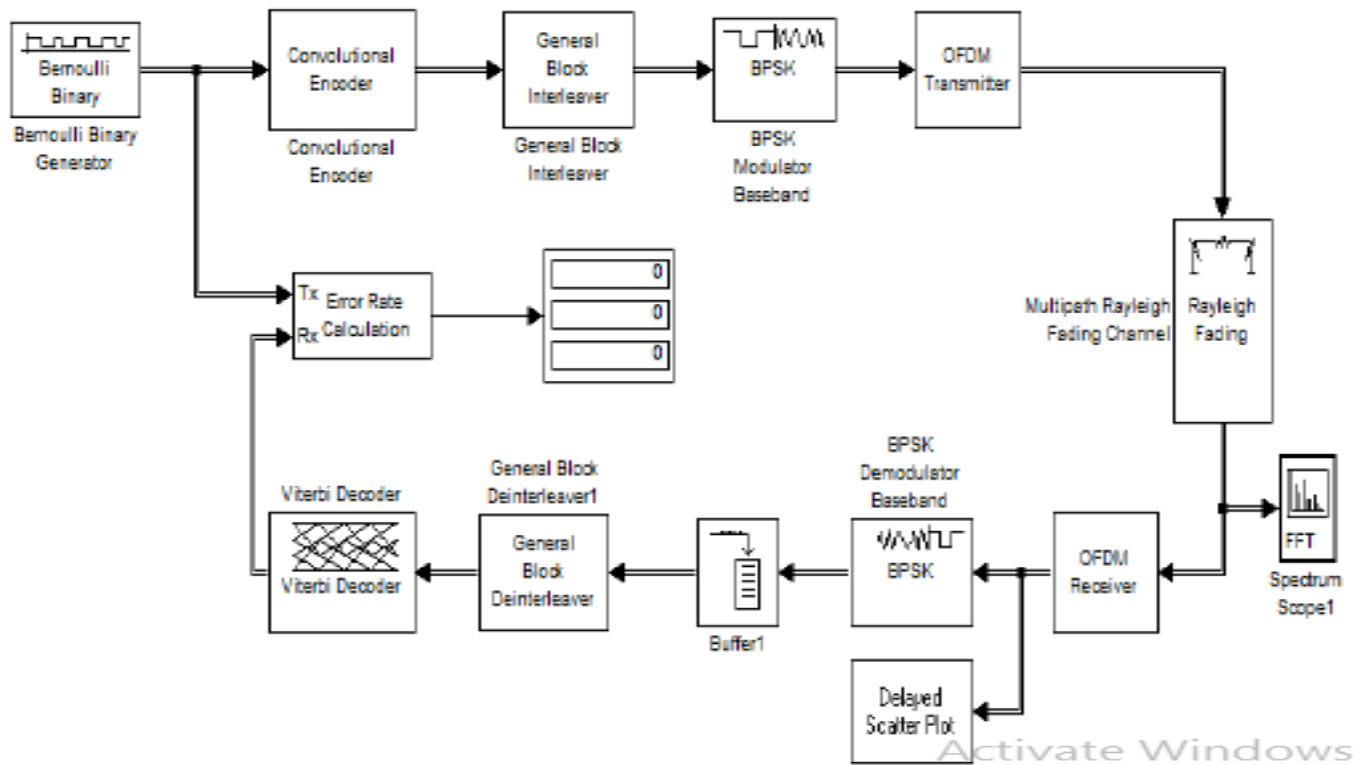 Bernoulli
Binary
Bernoulli Binary
Generator
Convolutional
Encoder
Convolutional
Encoder
General
Block
Interleaver
General Block
Interleaver
BPSK
BPSK
Modulator
Baseband
OFDM
Transmitter
Multipath Rayleigh
Fading Channel
Rayleigh
Fading
Tx
Rx
Error Rate
Calculation
0
0
0
Viterbi Decoder
Viterbi Decoder
General Block
Deinterleaver1
General
Block
Deinterleaver
Buffer1
BPSK
Demodulator
Baseband
BPSK
OFDM
Receiver
FFT
Spectrum
Scope1
Delayed
Scatter Plot
Activate Windows